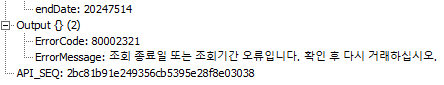 endDate: 20247514
Output {} (2)
ErrorCode: 80002321
ErrorMessage: 조회 종료일 또는 조회기간 오류입니다. 확인 후 다시 거래하십시오.
API_SEQ: 2bc81b91e249356cb5395e28f8e03038